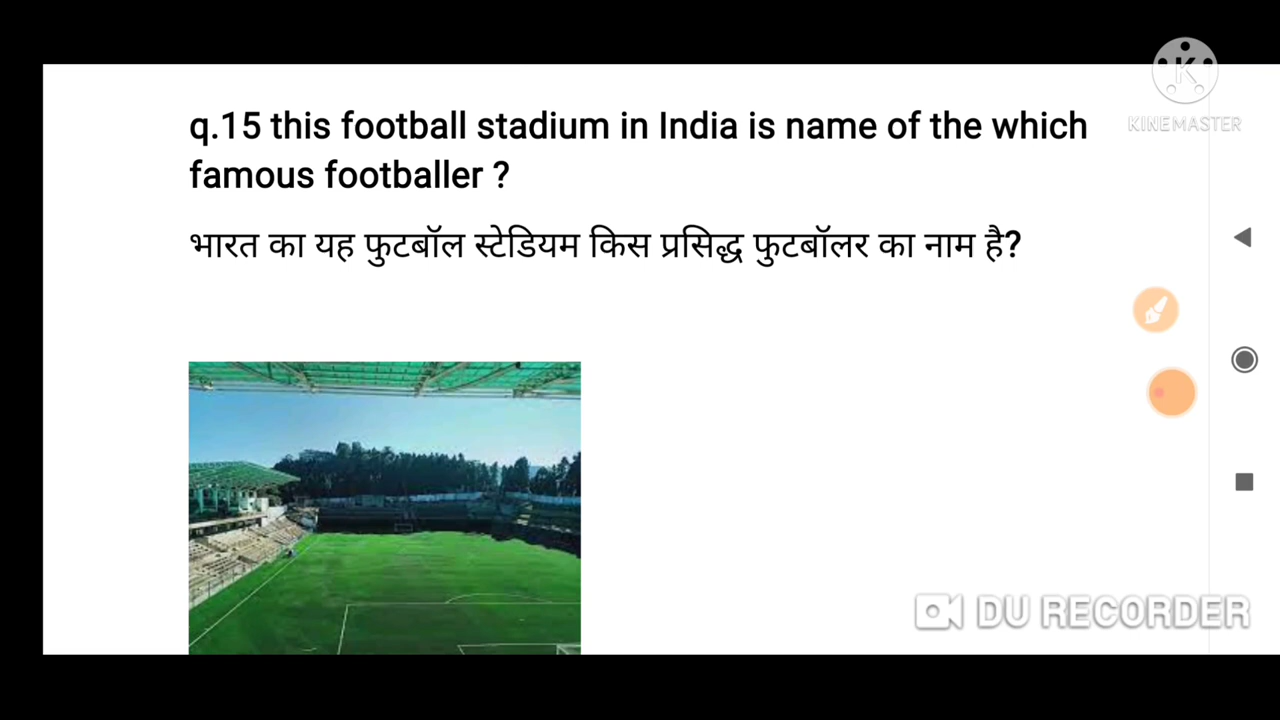 q.15 this football stadium in India is name of the which
famous footballer ?
भारत का यह फुटबॉल स्टेडियम किस प्रसिद्ध फुटबॉलर का नाम है?
K
KINEMASTER
DU RECORDER